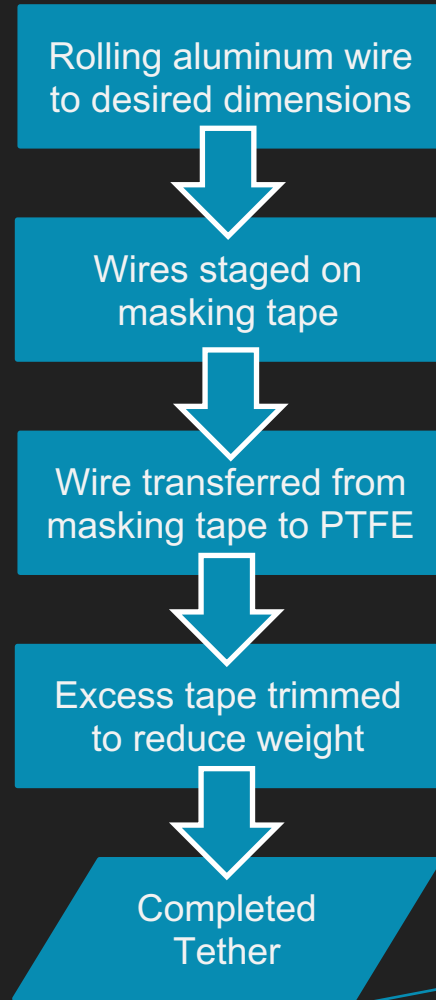 Rolling aluminum wire
to desired dimensions
Wires staged on
masking tape
Wire transferred from
masking tape to PTFE
Excess tape trimmed
to reduce weight
Completed
Tether